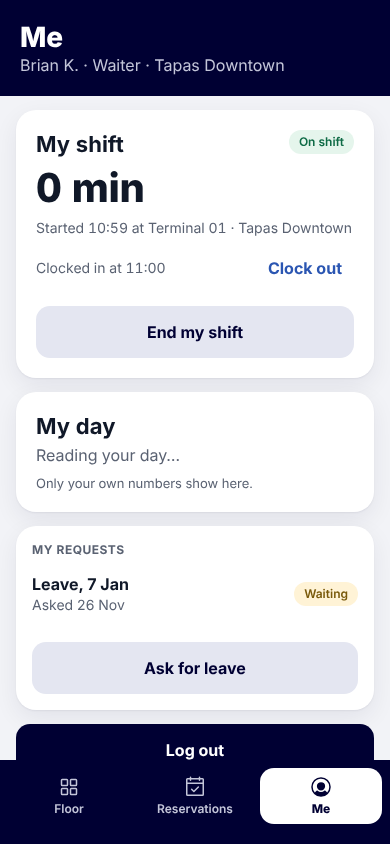 Me
Brian K. · Waiter · Tapas Downtown
My shift
On shift
0 min
Started 10:59 at Terminal 01 · Tapas Downtown
Clocked in at 11:00
Clock out
End my shift
My day
Reading your day...
Only your own numbers show here.
MY REQUESTS
Leave, 7 Jan
Asked 26 Nov
Waiting
Ask for leave
Log out
Floor
Reservations
Me